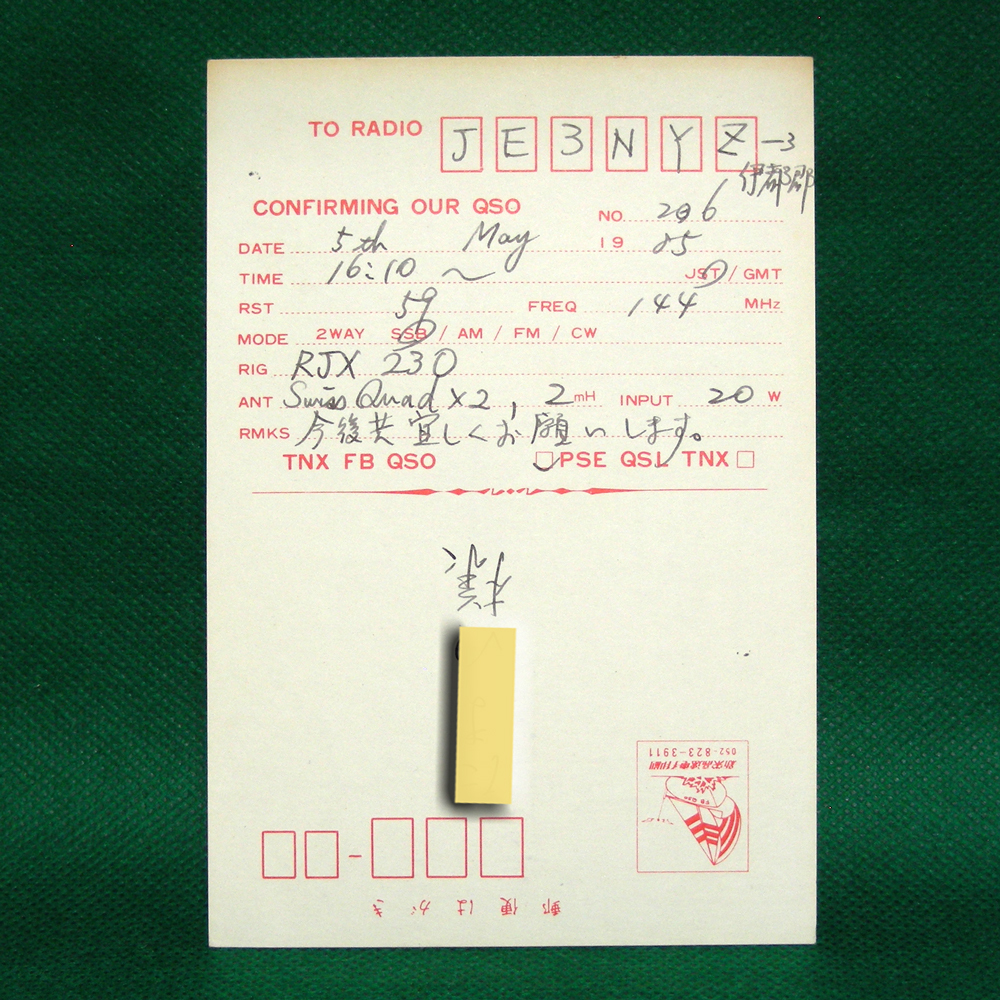 TO RADIO JE3NYZ-3
伊都郡
CONFIRMING OUR QSO
NO. 206
DATE 5th May 1985
TIME 16:10 ~ JST / GMT
RST 59 FREQ 144 MHz
MODE 2WAY SSB / AM / FM / CW
RIG RJX 230
ANT Swiss Quad x2, 2mH INPUT 20 W
RMKS 今後共宜しくお願いします。
TNX FB QSO □PSE QSL TNX□
様
052-823-3911
郵便はがき